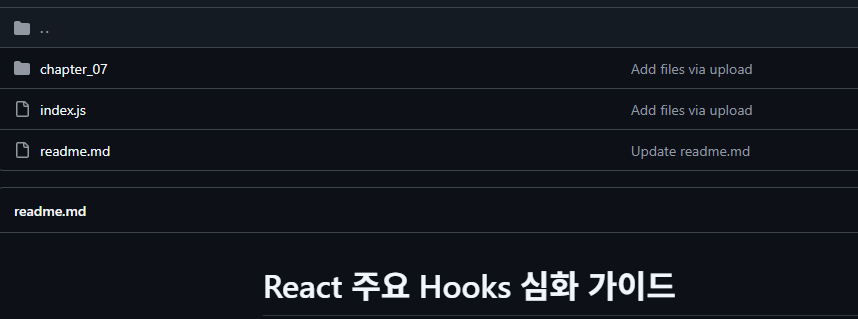 ..
chapter_07 Add files via upload
index.js Add files via upload
readme.md Update readme.md
readme.md
React 주요 Hooks 심화 가이드